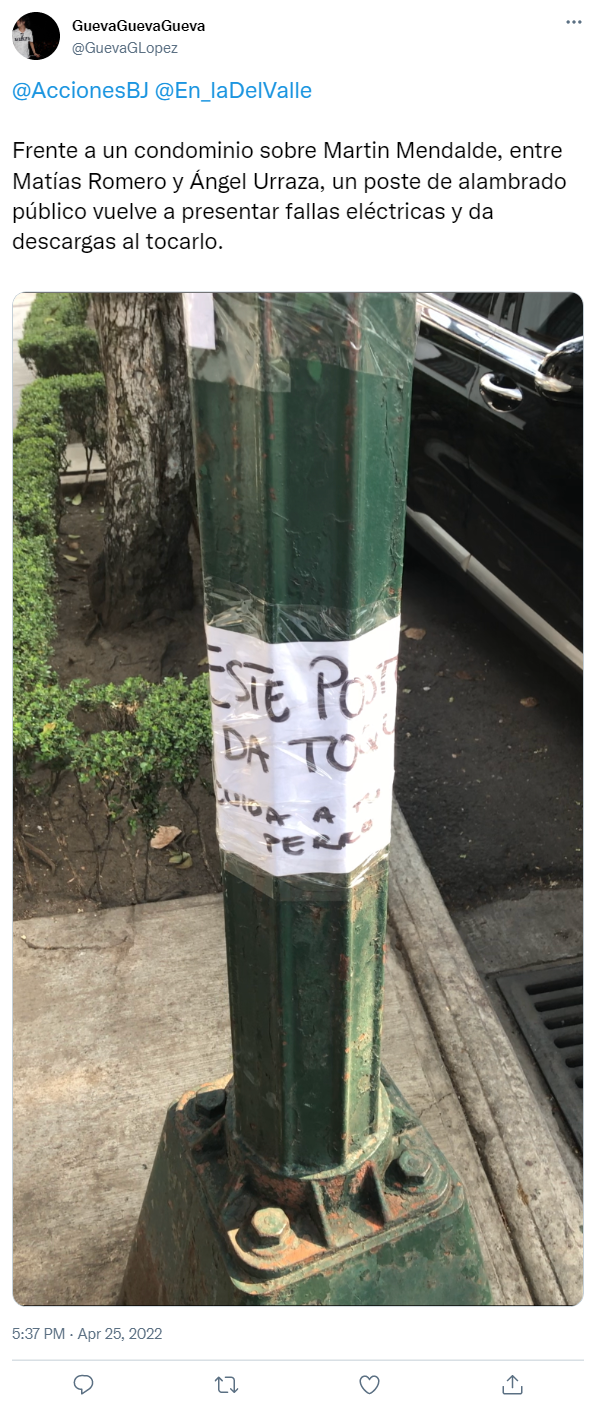 GuevaGuevaGueva
@GuevaGLopez
@AccionesBJ @En_laDelValle
Frente a un condominio sobre Martin Mendalde, entre
Matías Romero y Ángel Urraza, un poste de alambrado
público vuelve a presentar fallas eléctricas y da
descargas al tocarlo.
ESTE POSTE
DA TOQUE
CUIDA A TU
PERRO
5:37 PM · Apr 25, 2022